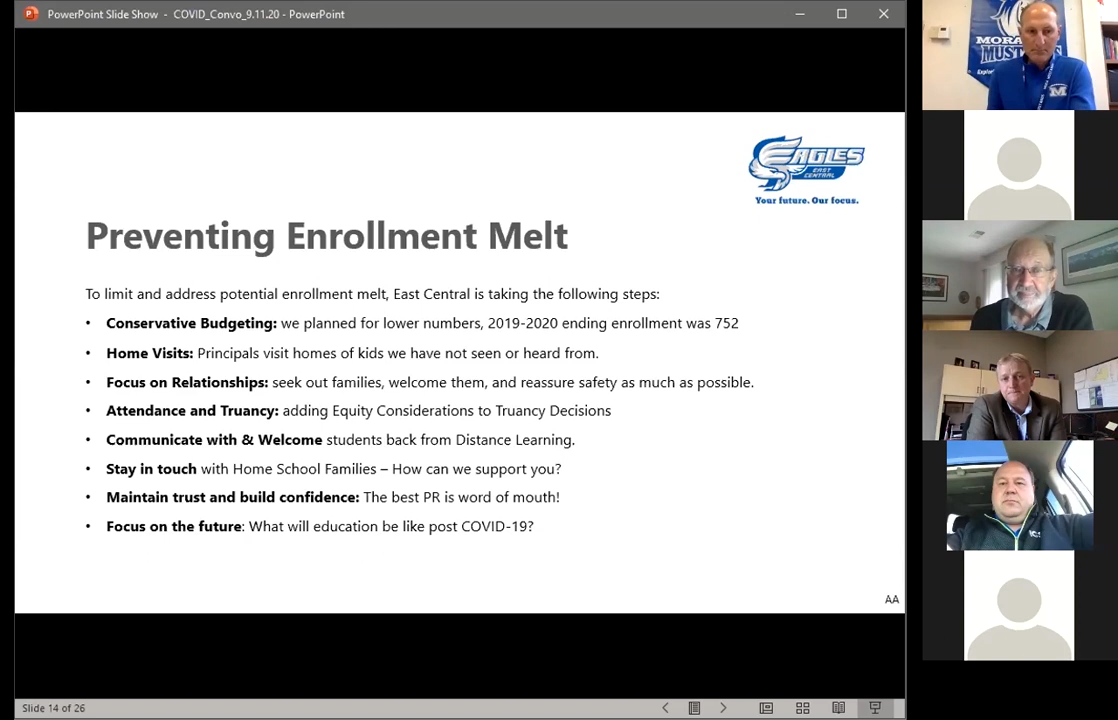 PowerPoint Slide Show - COVID_Convo_9.11.20 - PowerPoint
EAGLES
EAST CENTRAL
Your future. Our focus.
Preventing Enrollment Melt
To limit and address potential enrollment melt, East Central is taking the following steps:
• Conservative Budgeting: we planned for lower numbers, 2019-2020 ending enrollment was 752
• Home Visits: Principals visit homes of kids we have not seen or heard from.
• Focus on Relationships: seek out families, welcome them, and reassure safety as much as possible.
• Attendance and Truancy: adding Equity Considerations to Truancy Decisions
• Communicate with & Welcome students back from Distance Learning.
• Stay in touch with Home School Families – How can we support you?
• Maintain trust and build confidence: The best PR is word of mouth!
• Focus on the future: What will education be like post COVID-19?
AA
Slide 14 of 26
M